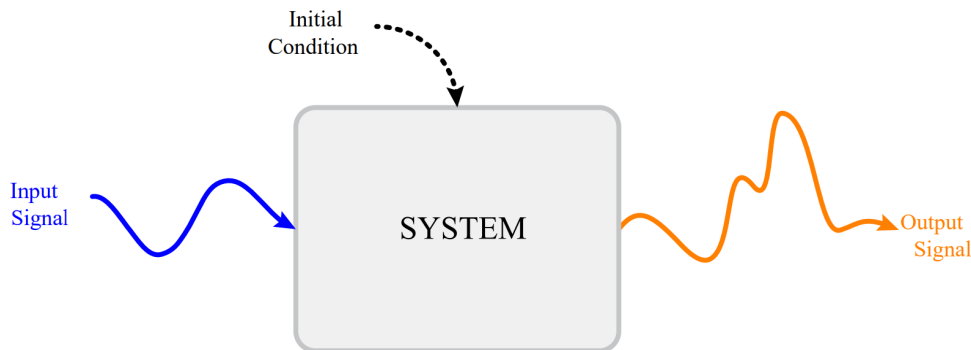 Initial
Condition
Input
Signal
SYSTEM
Output
Signal